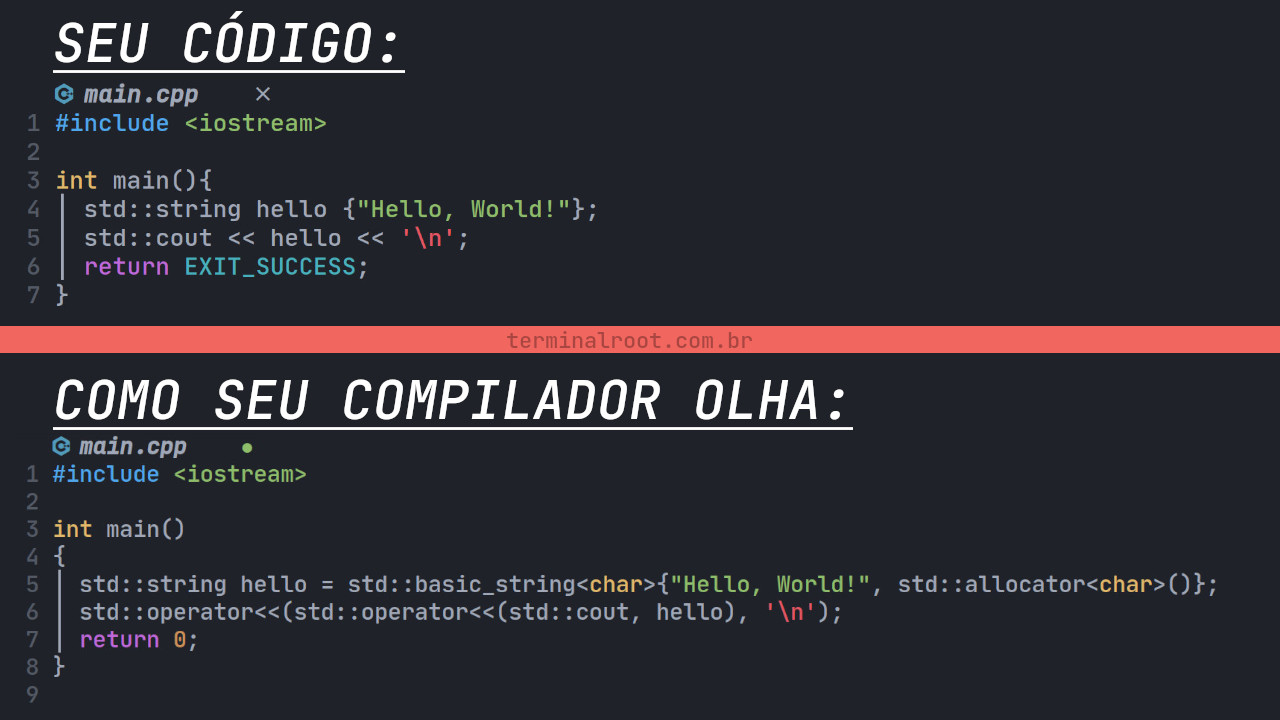 SEU CÓDIGO:
main.cpp ×
1 #include <iostream>
2
3 int main(){
4 std::string hello {"Hello, World!"};
5 std::cout << hello << '\n';
6 return EXIT_SUCCESS;
7 }
terminalroot.com.br
COMO SEU COMPILADOR OLHA:
main.cpp ●
1 #include <iostream>
2
3 int main()
4 {
5 std::string hello = std::basic_string<char>{"Hello, World!", std::allocator<char>()};
6 std::operator<<(std::operator<<(std::cout, hello), '\n');
7 return 0;
8 }
9